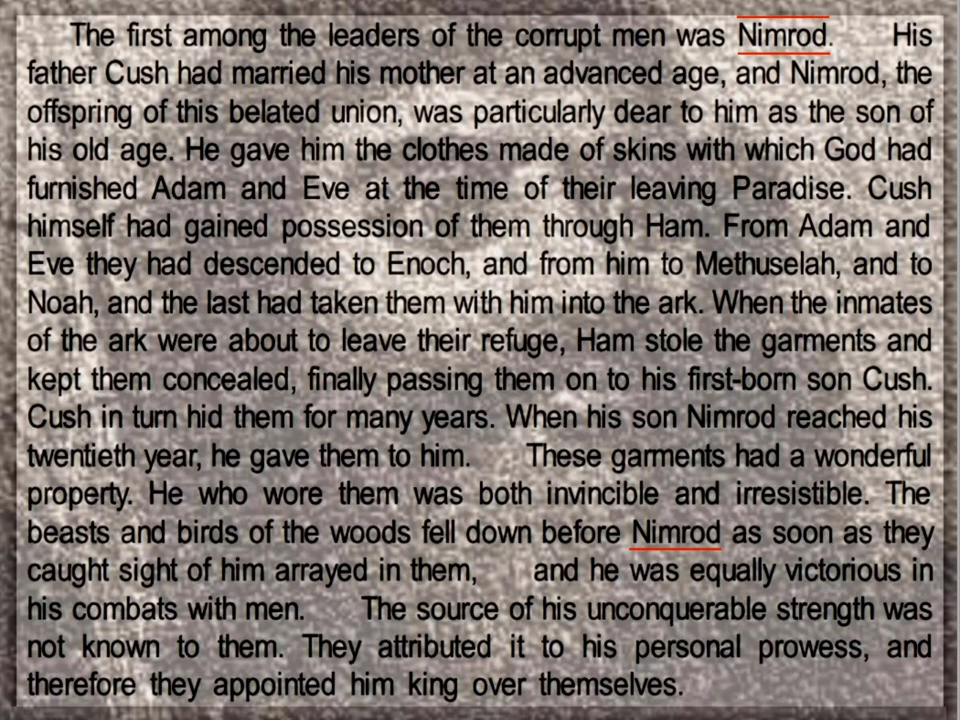 The first among the leaders of the corrupt men was Nimrod. His
father Cush had married his mother at an advanced age, and Nimrod, the
offspring of this belated union, was particularly dear to him as the son of
his old age. He gave him the clothes made of skins with which God had
furnished Adam and Eve at the time of their leaving Paradise. Cush
himself had gained possession of them through Ham. From Adam and
Eve they had descended to Enoch, and from him to Methuselah, and to
Noah, and the last had taken them with him into the ark. When the inmates
of the ark were about to leave their refuge, Ham stole the garments and
kept them concealed, finally passing them on to his first-born son Cush.
Cush in turn hid them for many years. When his son Nimrod reached his
twentieth year, he gave them to him. These garments had a wonderful
property. He who wore them was both invincible and irresistible. The
beasts and birds of the woods fell down before Nimrod as soon as they
caught sight of him arrayed in them, and he was equally victorious in
his combats with men. The source of his unconquerable strength was
not known to them. They attributed it to his personal prowess, and
therefore they appointed him king over themselves.